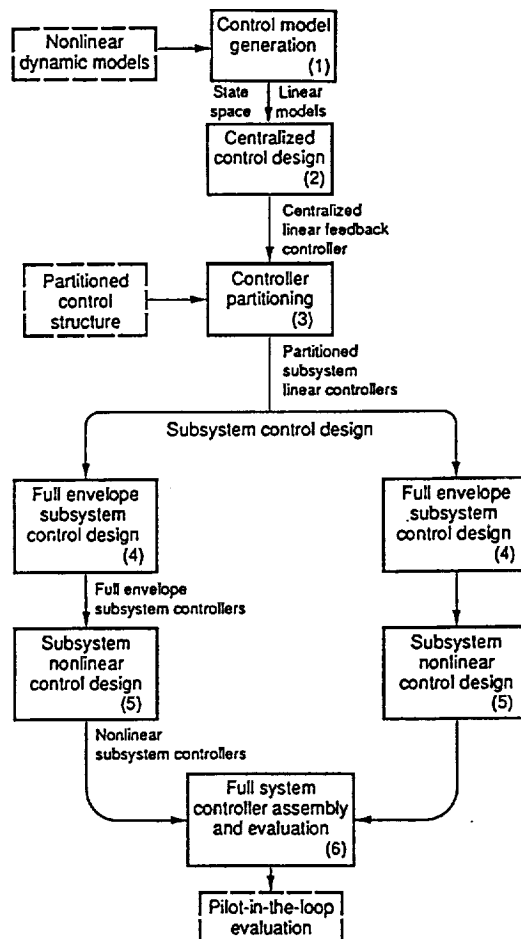 Control model
generation
(1)
Nonlinear
dynamic models
State Linear
space models
Centralized
control design
(2)
Centralized
linear feedback
controller
Partitioned
control
structure
Controller
partitioning
(3)
Partitioned
subsystem
linear controllers
Subsystem control design
Full envelope
subsystem
control design
(4)
Full envelope
subsystem
control design
(4)
Full envelope
subsystem controllers
Subsystem
nonlinear
control design
(5)
Subsystem
nonlinear
control design
(5)
Nonlinear
subsystem controllers
Full system
controller assembly
and evaluation
(6)
Pilot-in-the-loop
evaluation